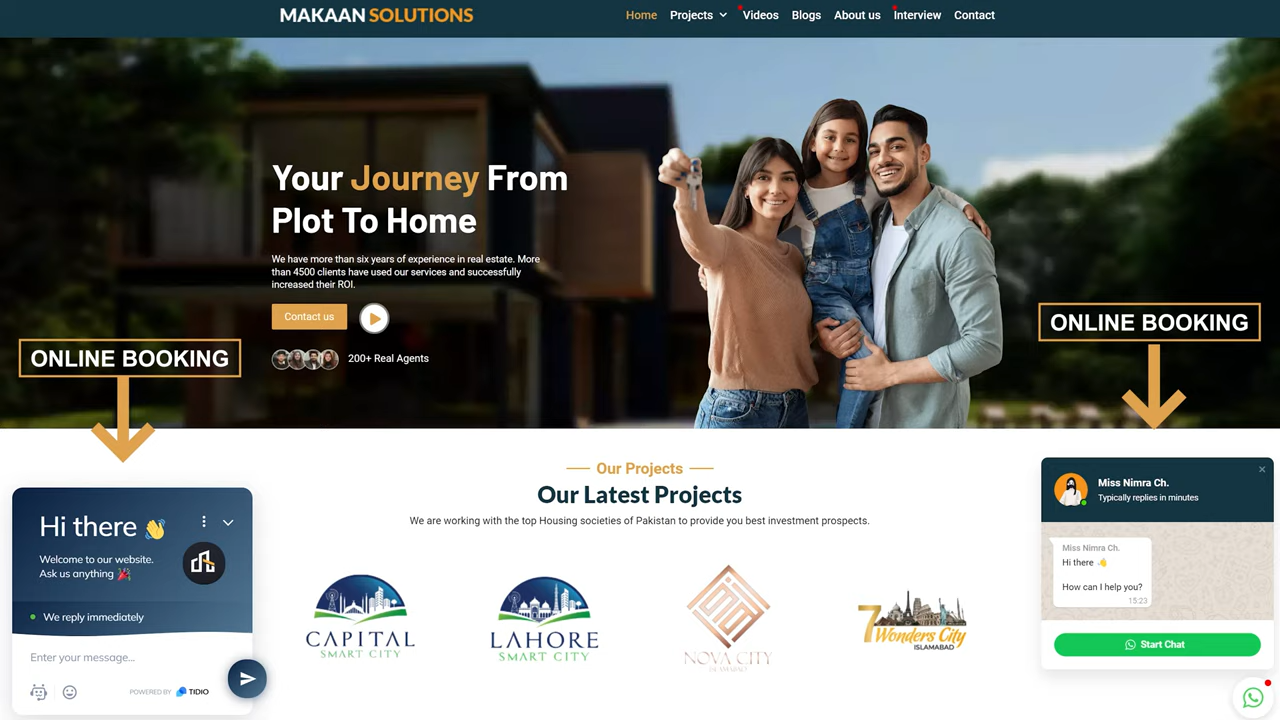 MAKAAN SOLUTIONS
Home Projects Videos Blogs About us Interview Contact
Your Journey From
Plot To Home
We have more than six years of experience in real estate. More
than 4500 clients have used our services and successfully
increased their ROI.
Contact us
200+ Real Agents
ONLINE BOOKING
ONLINE BOOKING
Our Projects
Our Latest Projects
We are working with the top Housing societies of Pakistan to provide you best investment prospects.
CAPITAL
SMART CITY
LAHORE
SMART CITY
NOVA CITY
ISLAMABAD
7 Wonders City
ISLAMABAD
Hi there 👋
Welcome to our website.
Ask us anything 🎉
We reply immediately
Enter your message...
POWERED BY TIDIO
Miss Nimra Ch.
Typically replies in minutes
Miss Nimra Ch.
Hi there 👋
How can I help you?
15:23
Start Chat